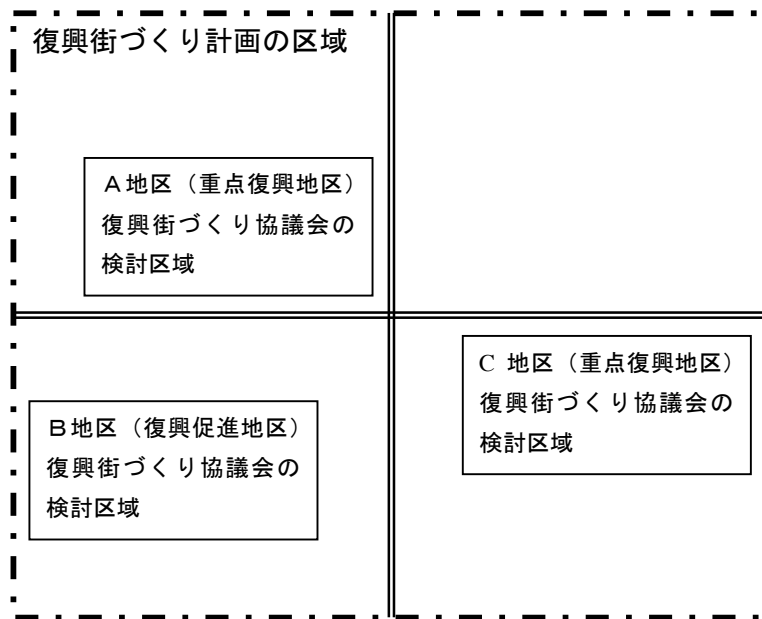 復興街づくり計画の区域
A地区（重点復興地区）
復興街づくり協議会の
検討区域
C 地区（重点復興地区）
復興街づくり協議会の
検討区域
B地区（復興促進地区）
復興街づくり協議会の
検討区域